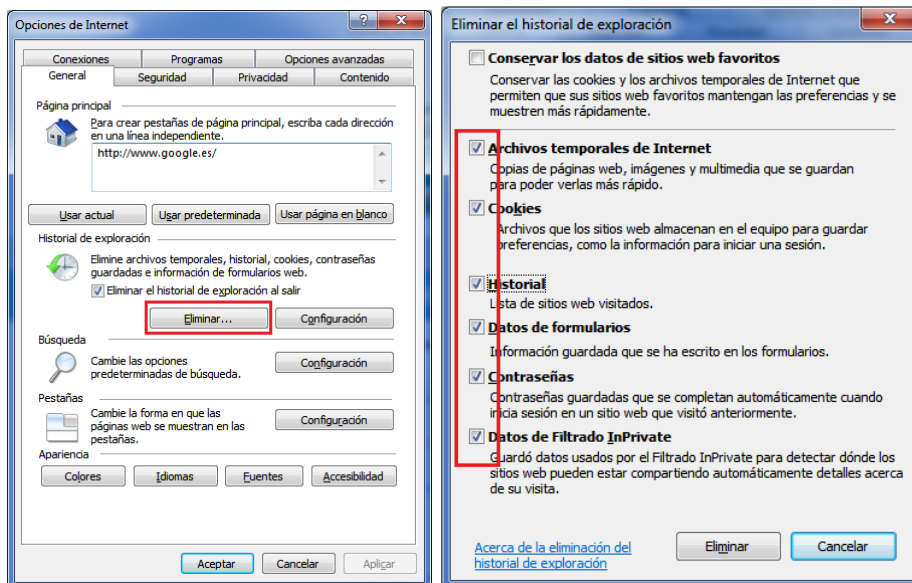 Opciones de Internet
Conexiones
Programas
Opciones avanzadas
General
Seguridad
Privacidad
Contenido
Página principal
Para crear pestañas de página principal, escriba cada dirección
en una línea independiente.
http://www.google.es/
Usar actual
Usar predeterminada
Usar página en blanco
Historial de exploración
Elimine archivos temporales, historial, cookies, contraseñas
guardadas e información de formularios web.
Eliminar el historial de exploración al salir
Eliminar...
Configuración
Búsqueda
Cambie las opciones
predeterminadas de búsqueda.
Configuración
Pestañas
Cambie la forma en que las
páginas web se muestran en las
pestañas.
Configuración
Apariencia
Colores
Idiomas
Fuentes
Accesibilidad
Aceptar
Cancelar
Aplicar
Eliminar el historial de exploración
Conservar los datos de sitios web favoritos
Conservar las cookies y los archivos temporales de Internet que
permiten que sus sitios web favoritos mantengan las preferencias y se
muestren más rápidamente.
Archivos temporales de Internet
Copias de páginas web, imágenes y multimedia que se guardan
para poder verlas más rápido.
Cookies
Archivos que los sitios web almacenan en el equipo para guardar
preferencias, como la información para iniciar una sesión.
Historial
Lista de sitios web visitados.
Datos de formularios
Información guardada que se ha escrito en los formularios.
Contraseñas
Contraseñas guardadas que se completan automáticamente cuando
inicia sesión en un sitio web que visitó anteriormente.
Datos de Filtrado InPrivate
Guardó datos usados por el Filtrado InPrivate para detectar dónde los
sitios web pueden estar compartiendo automáticamente detalles acerca
de su visita.
Acerca de la eliminación del
historial de exploración
Eliminar
Cancelar